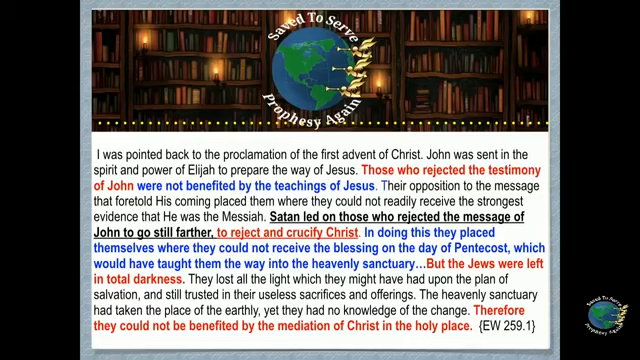 Saved To Serve
Prophesy Again
I was pointed back to the proclamation of the first advent of Christ. John was sent in the
spirit and power of Elijah to prepare the way of Jesus. Those who rejected the testimony
of John were not benefited by the teachings of Jesus. Their opposition to the message
that foretold His coming placed them where they could not readily receive the strongest
evidence that He was the Messiah. Satan led on those who rejected the message of
John to go still farther, to reject and crucify Christ. In doing this they placed
themselves where they could not receive the blessing on the day of Pentecost, which
would have taught them the way into the heavenly sanctuary…But the Jews were left
in total darkness. They lost all the light which they might have had upon the plan of
salvation, and still trusted in their useless sacrifices and offerings. The heavenly sanctuary
had taken the place of the earthly, yet they had no knowledge of the change. Therefore
they could not be benefited by the mediation of Christ in the holy place. {EW 259.1}
Saved To Serve
Prophesy Again